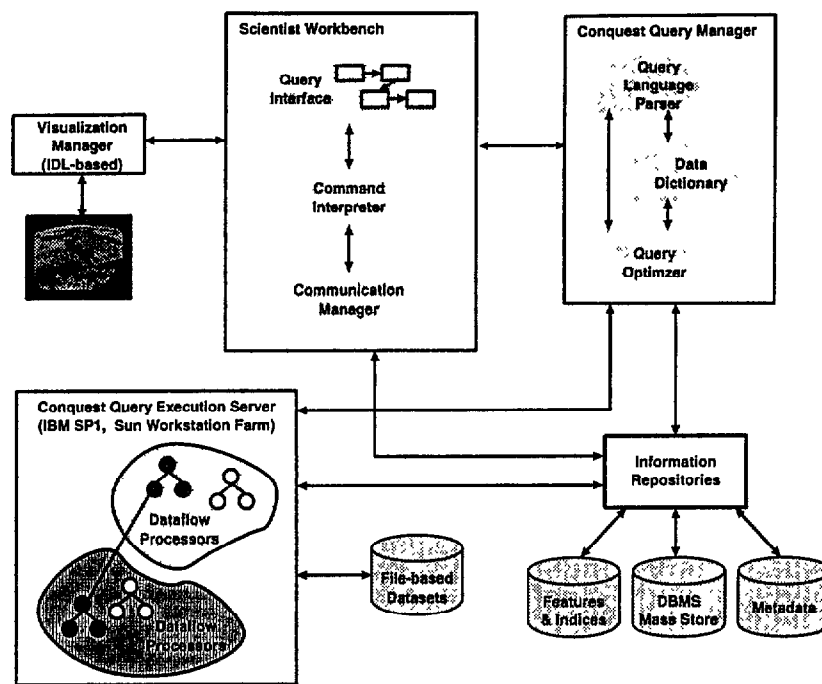 Scientist Workbench
Query
Interface
Command
Interpreter
Communication
Manager
Conquest Query Manager
Query
Language
Parser
Data
Dictionary
Query
Optimzer
Visualization
Manager
(IDL-based)
Conquest Query Execution Server
(IBM SP1, Sun Workstation Farm)
Dataflow
Processors
Dataflow
Processors
File-based
Datasets
Information
Repositories
Features
& Indices
DBMS
Mass Store
Metadata